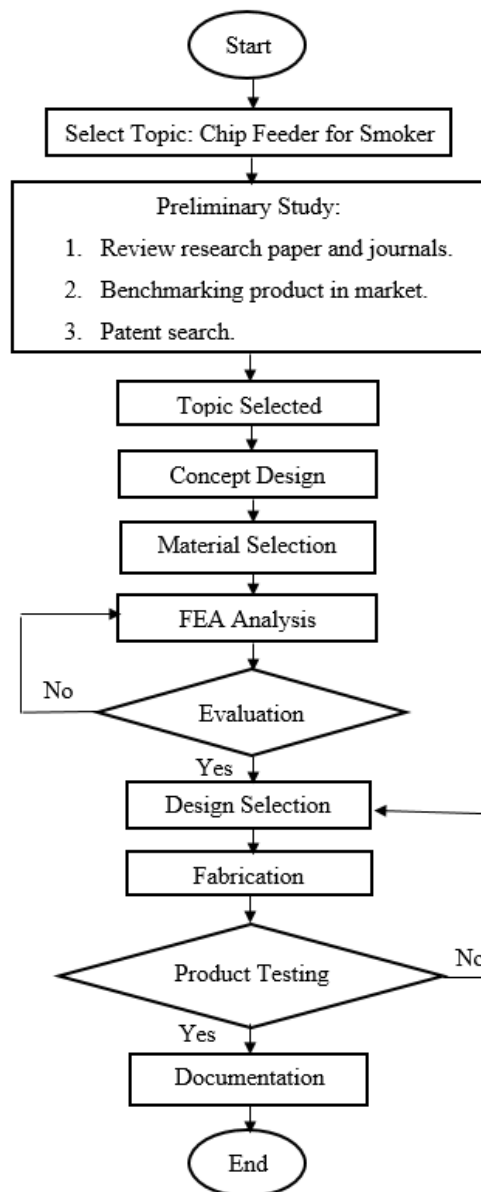 Start
Select Topic: Chip Feeder for Smoker
Preliminary Study:
1. Review research paper and journals.
2. Benchmarking product in market.
3. Patent search.
Topic Selected
Concept Design
Material Selection
FEA Analysis
No
Evaluation
Yes
Design Selection
Fabrication
Product Testing
No
Yes
Documentation
End